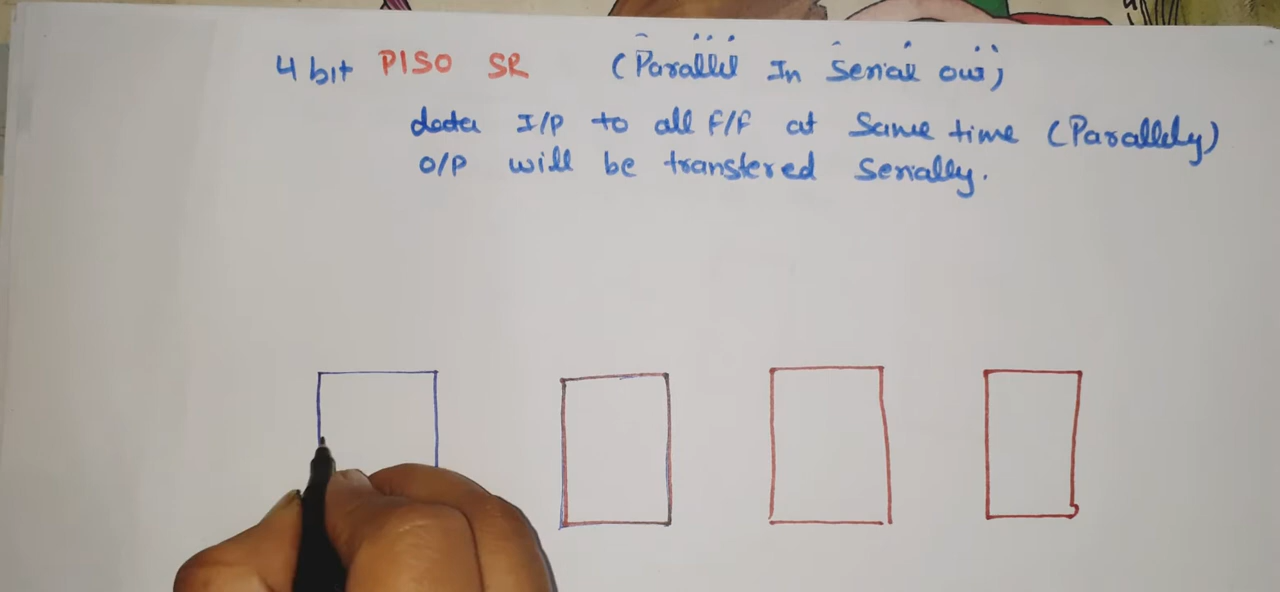 4 bit PISO SR (Parallel In Serial out)
data I/P to all F/F at Same time (Parallely)
O/P will be transfered Serially.